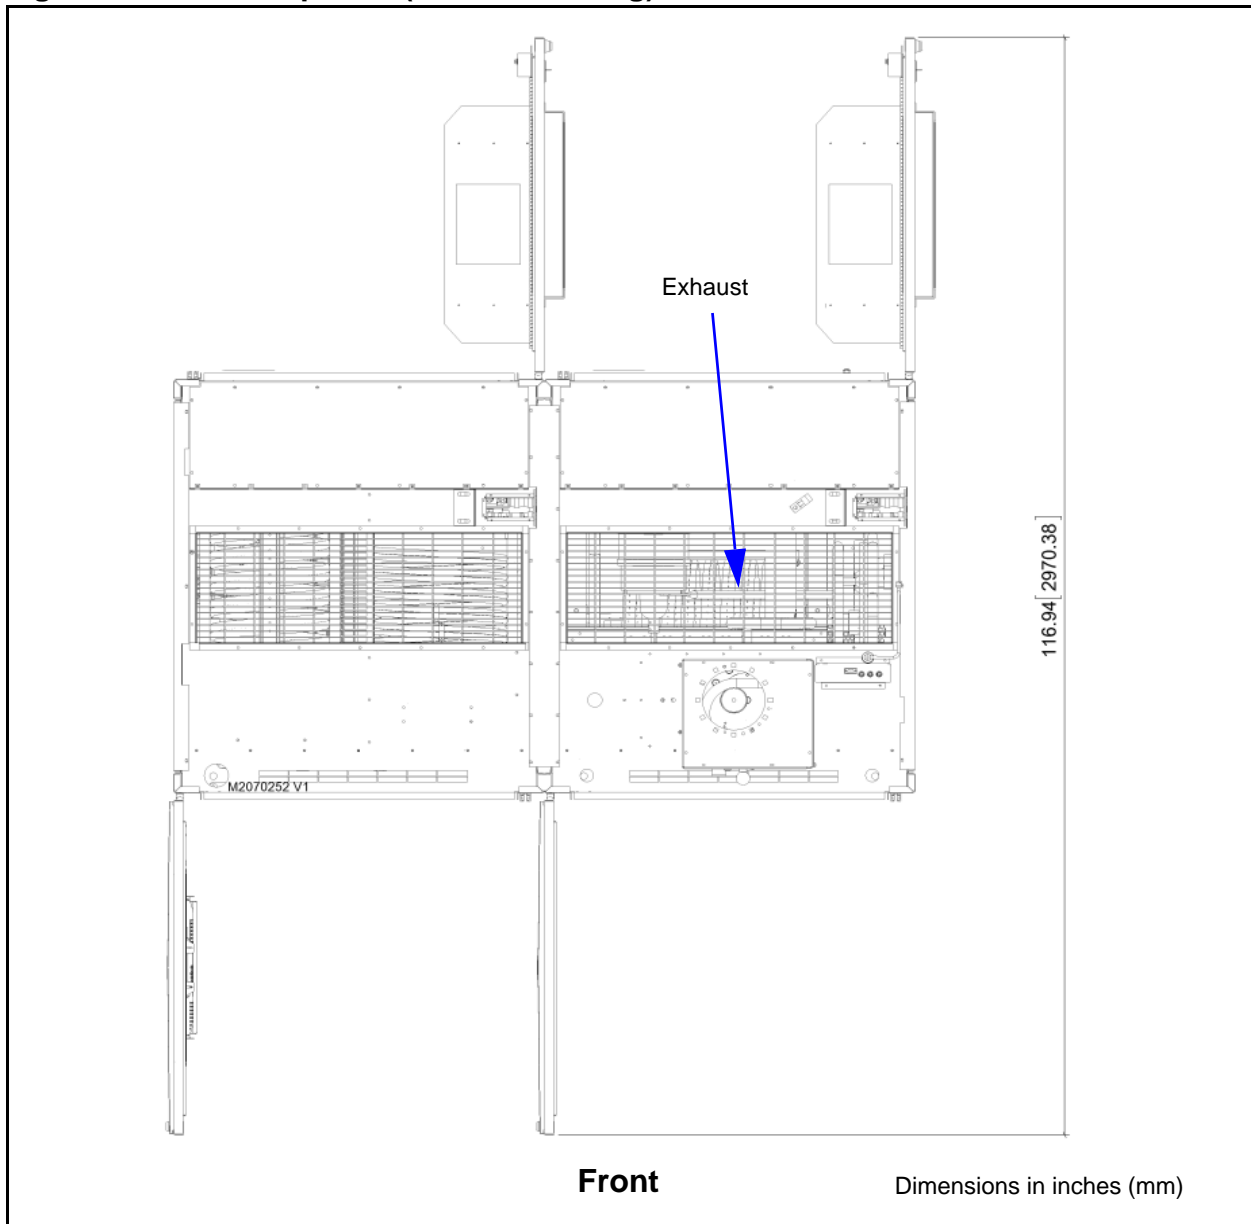 Exhaust
116.94 [2970.38]
M2070252 V1
Front
Dimensions in inches (mm)